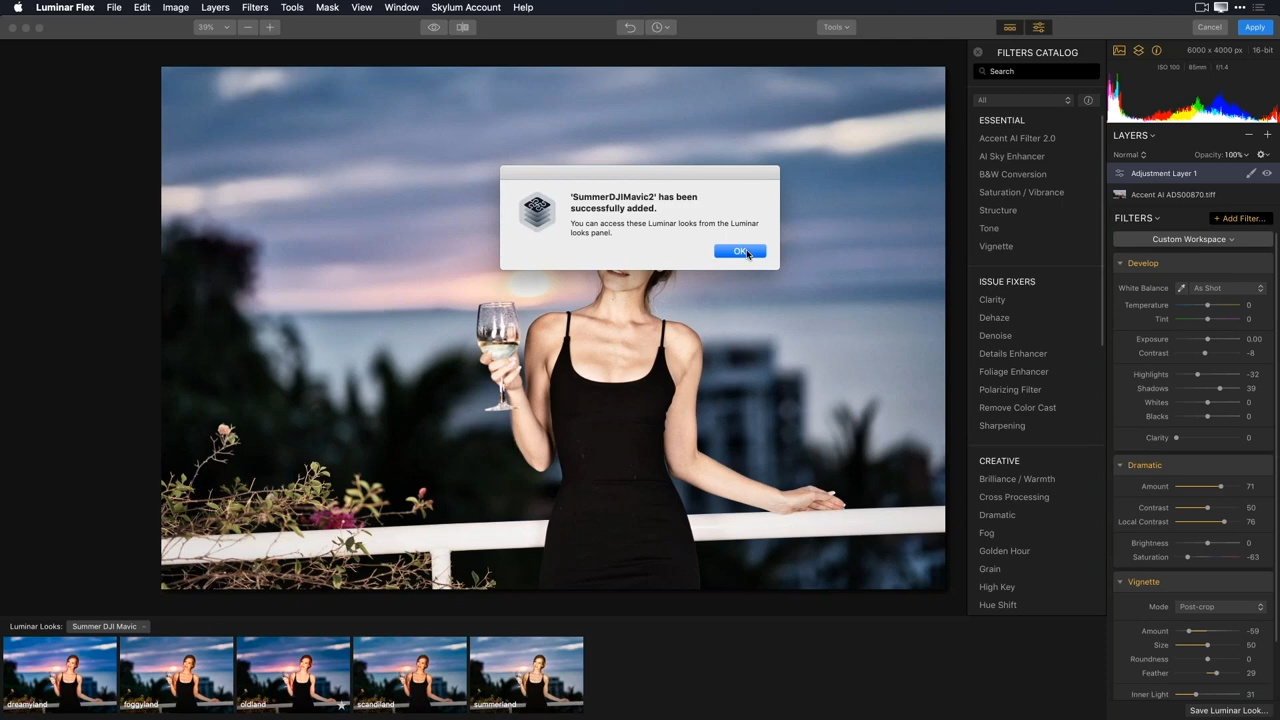 Luminar Flex File Edit Image Layers Filters Tools Mask View Window Skylum Account Help
39% Tools Cancel Apply
FILTERS CATALOG
Search
All
ESSENTIAL
Accent AI Filter 2.0
AI Sky Enhancer
B&W Conversion
Saturation / Vibrance
Structure
Tone
Vignette
ISSUE FIXERS
Clarity
Dehaze
Denoise
Details Enhancer
Foliage Enhancer
Polarizing Filter
Remove Color Cast
Sharpening
CREATIVE
Brilliance / Warmth
Cross Processing
Dramatic
Fog
Golden Hour
Grain
High Key
Hue Shift
6000 x 4000 px 16-bit
ISO 100 85mm f/1.4
LAYERS
Normal Opacity: 100%
Adjustment Layer 1
Accent AI ADS00870.tiff
FILTERS + Add Filter...
Custom Workspace
Develop
White Balance As Shot
Temperature 0
Tint 0
Exposure 0.00
Contrast -8
Highlights -32
Shadows 39
Whites 0
Blacks 0
Clarity 0
Dramatic
Amount 71
Contrast 50
Local Contrast 76
Brightness 0
Saturation -63
Vignette
Mode Post-crop
Amount -59
Size 50
Roundness 0
Feather 29
Inner Light 31
Save Luminar Look...
'SummerDJIMavic2' has been
successfully added.
You can access these Luminar looks from the Luminar
looks panel.
OK
Luminar Looks: Summer DJI Mavic
dreamyland foggyland oldland scandiland summerland